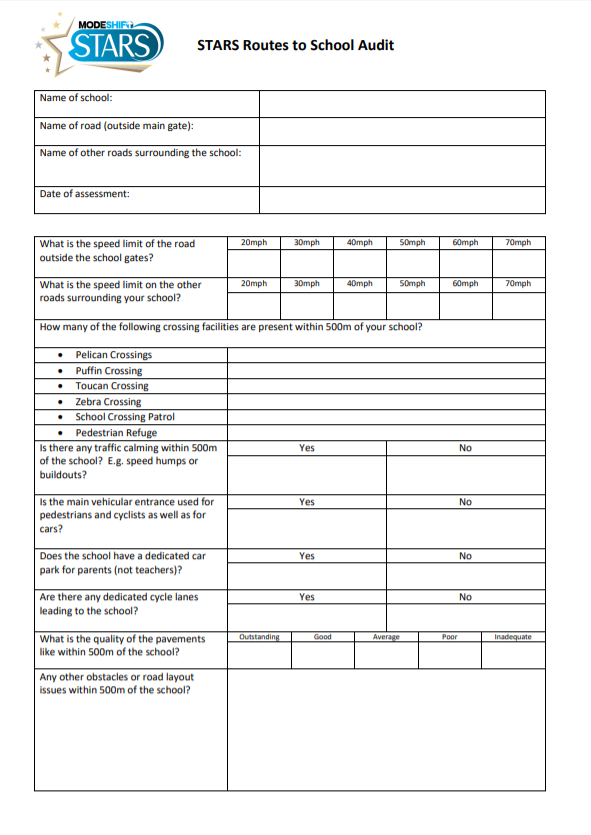 MODESHIFT
STARS
STARS Routes to School Audit
Name of school:
Name of road (outside main gate):
Name of other roads surrounding the school:
Date of assessment:
What is the speed limit of the road
outside the school gates?
20mph 30mph 40mph 50mph 60mph 70mph
What is the speed limit on the other
roads surrounding your school?
20mph 30mph 40mph 50mph 60mph 70mph
How many of the following crossing facilities are present within 500m of your school?
• Pelican Crossings
• Puffin Crossing
• Toucan Crossing
• Zebra Crossing
• School Crossing Patrol
• Pedestrian Refuge
Is there any traffic calming within 500m
of the school? E.g. speed humps or
buildouts?
Yes No
Is the main vehicular entrance used for
pedestrians and cyclists as well as for
cars?
Yes No
Does the school have a dedicated car
park for parents (not teachers)?
Yes No
Are there any dedicated cycle lanes
leading to the school?
Yes No
What is the quality of the pavements
like within 500m of the school?
Outstanding Good Average Poor Inadequate
Any other obstacles or road layout
issues within 500m of the school?